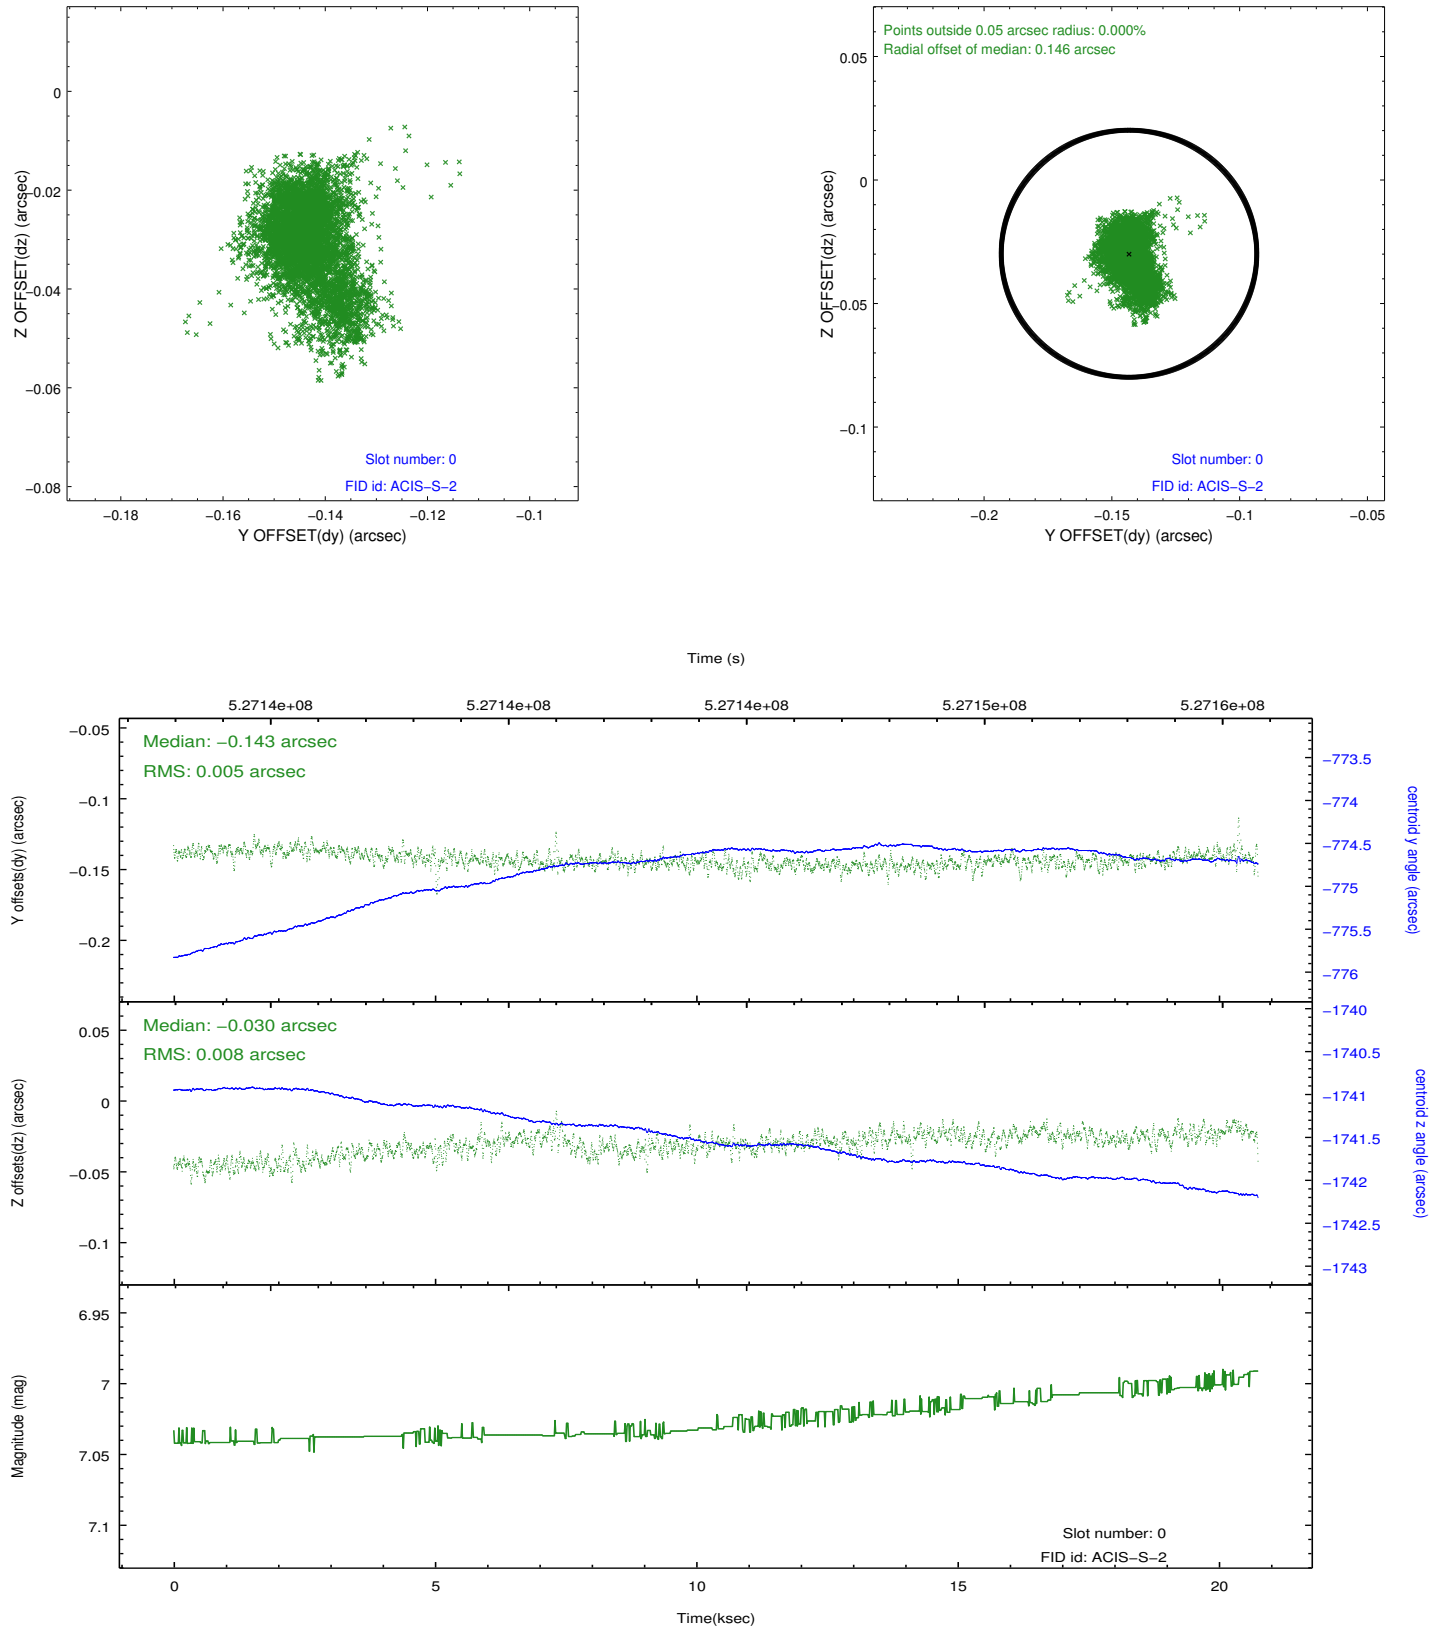 0
−0.02
−0.04
−0.06
−0.08
Z OFFSET(dz) (arcsec)
Slot number: 0
FID id: ACIS−S−2
−0.18 −0.16 −0.14 −0.12 −0.1
Y OFFSET(dy) (arcsec)
Points outside 0.05 arcsec radius: 0.000%
Radial offset of median: 0.146 arcsec
0.05
0
−0.05
−0.1
Z OFFSET(dz) (arcsec)
Slot number: 0
FID id: ACIS−S−2
−0.2 −0.15 −0.1 −0.05
Y OFFSET(dy) (arcsec)
Time (s)
5.2714e+08 5.2714e+08 5.2714e+08 5.2715e+08 5.2716e+08
Median: −0.143 arcsec
RMS: 0.005 arcsec
−0.05
−0.1
−0.15
−0.2
Y offsets(dy) (arcsec)
−773.5
−774
−774.5
−775
−775.5
−776
centroid y angle (arcsec)
Median: −0.030 arcsec
RMS: 0.008 arcsec
0.05
0
−0.05
−0.1
Z offsets(dz) (arcsec)
−1740
−1740.5
−1741
−1741.5
−1742
−1742.5
−1743
centroid z angle (arcsec)
6.95
7
7.05
7.1
Magnitude (mag)
Slot number: 0
FID id: ACIS−S−2
0 5 10 15 20
Time(ksec)